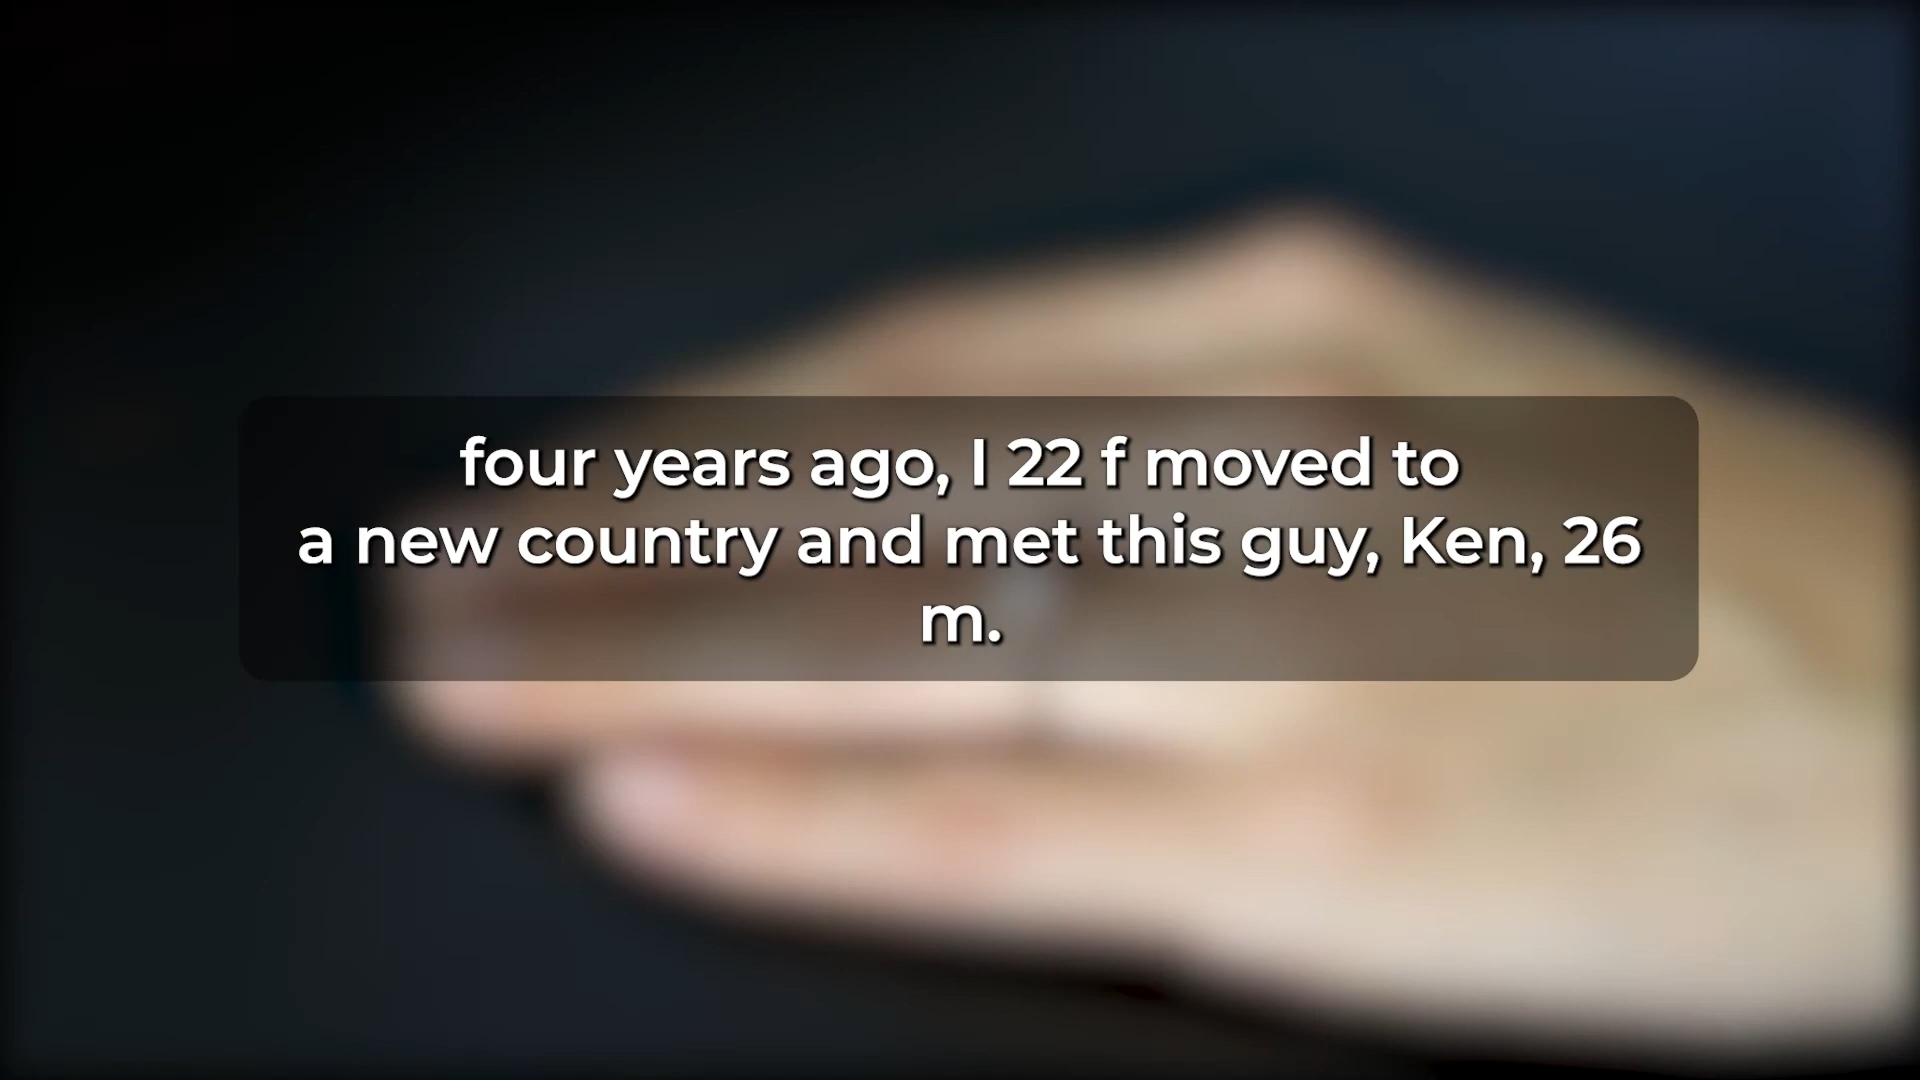 four years ago, I 22 f moved to
a new country and met this guy, Ken, 26
m.